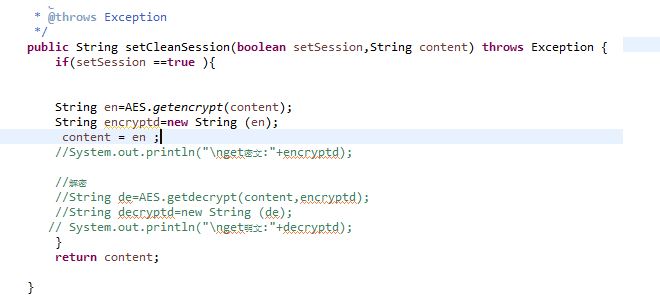 * @throws Exception
*/
public String setCleanSession(boolean setSession,String content) throws Exception {
if(setSession ==true ){
String en=AES.getencrypt(content);
String encryptd=new String (en);
content = en ;
//System.out.println("\nget密文:"+encryptd);
//解密
//String de=AES.getdecrypt(content,encryptd);
//String decryptd=new String (de);
// System.out.println("\nget明文:"+decryptd);
}
return content;
}